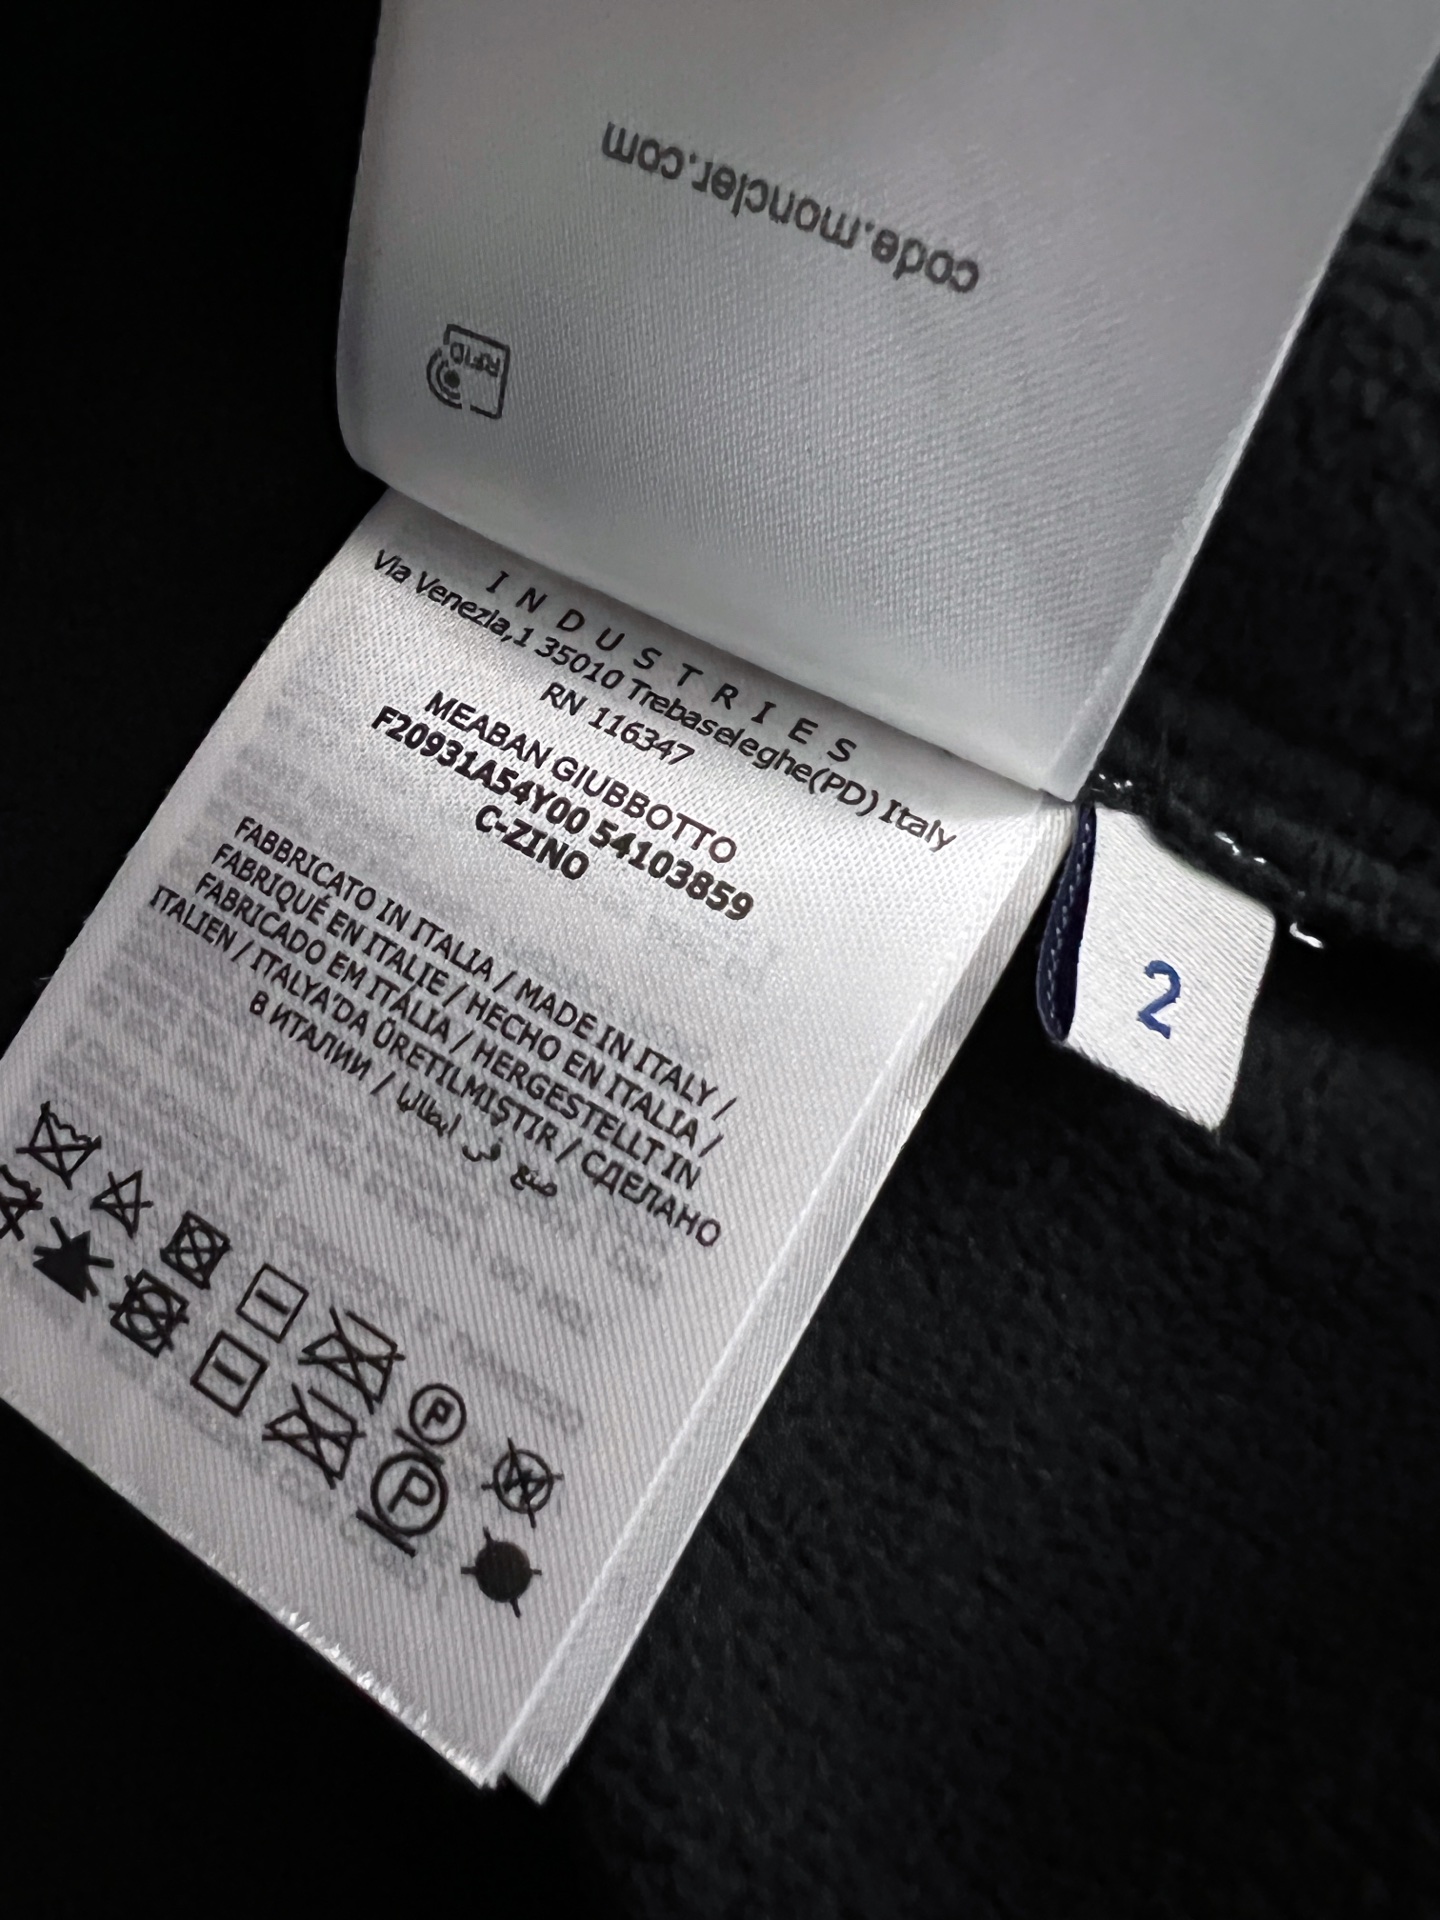 code.moncler.com
RFID
INDUSTRIES
Via Venezia,1 35010 Trebaseleghe(PD) Italy
RN 116347
MEABAN GIUBBOTTO
F20931A54Y00 54103859
C-ZINO
FABBRICATO IN ITALIA / MADE IN ITALY /
FABRIQUÉ EN ITALIE / HECHO EN ITALIA /
FABRICADO EM ITÁLIA / HERGESTELLT IN
ITALIEN / ITALYA'DA ÜRETILMIŞTIR / СДЕЛАНО
В ИТАЛИИ / صنع في ايطاليا
P
W
P
2